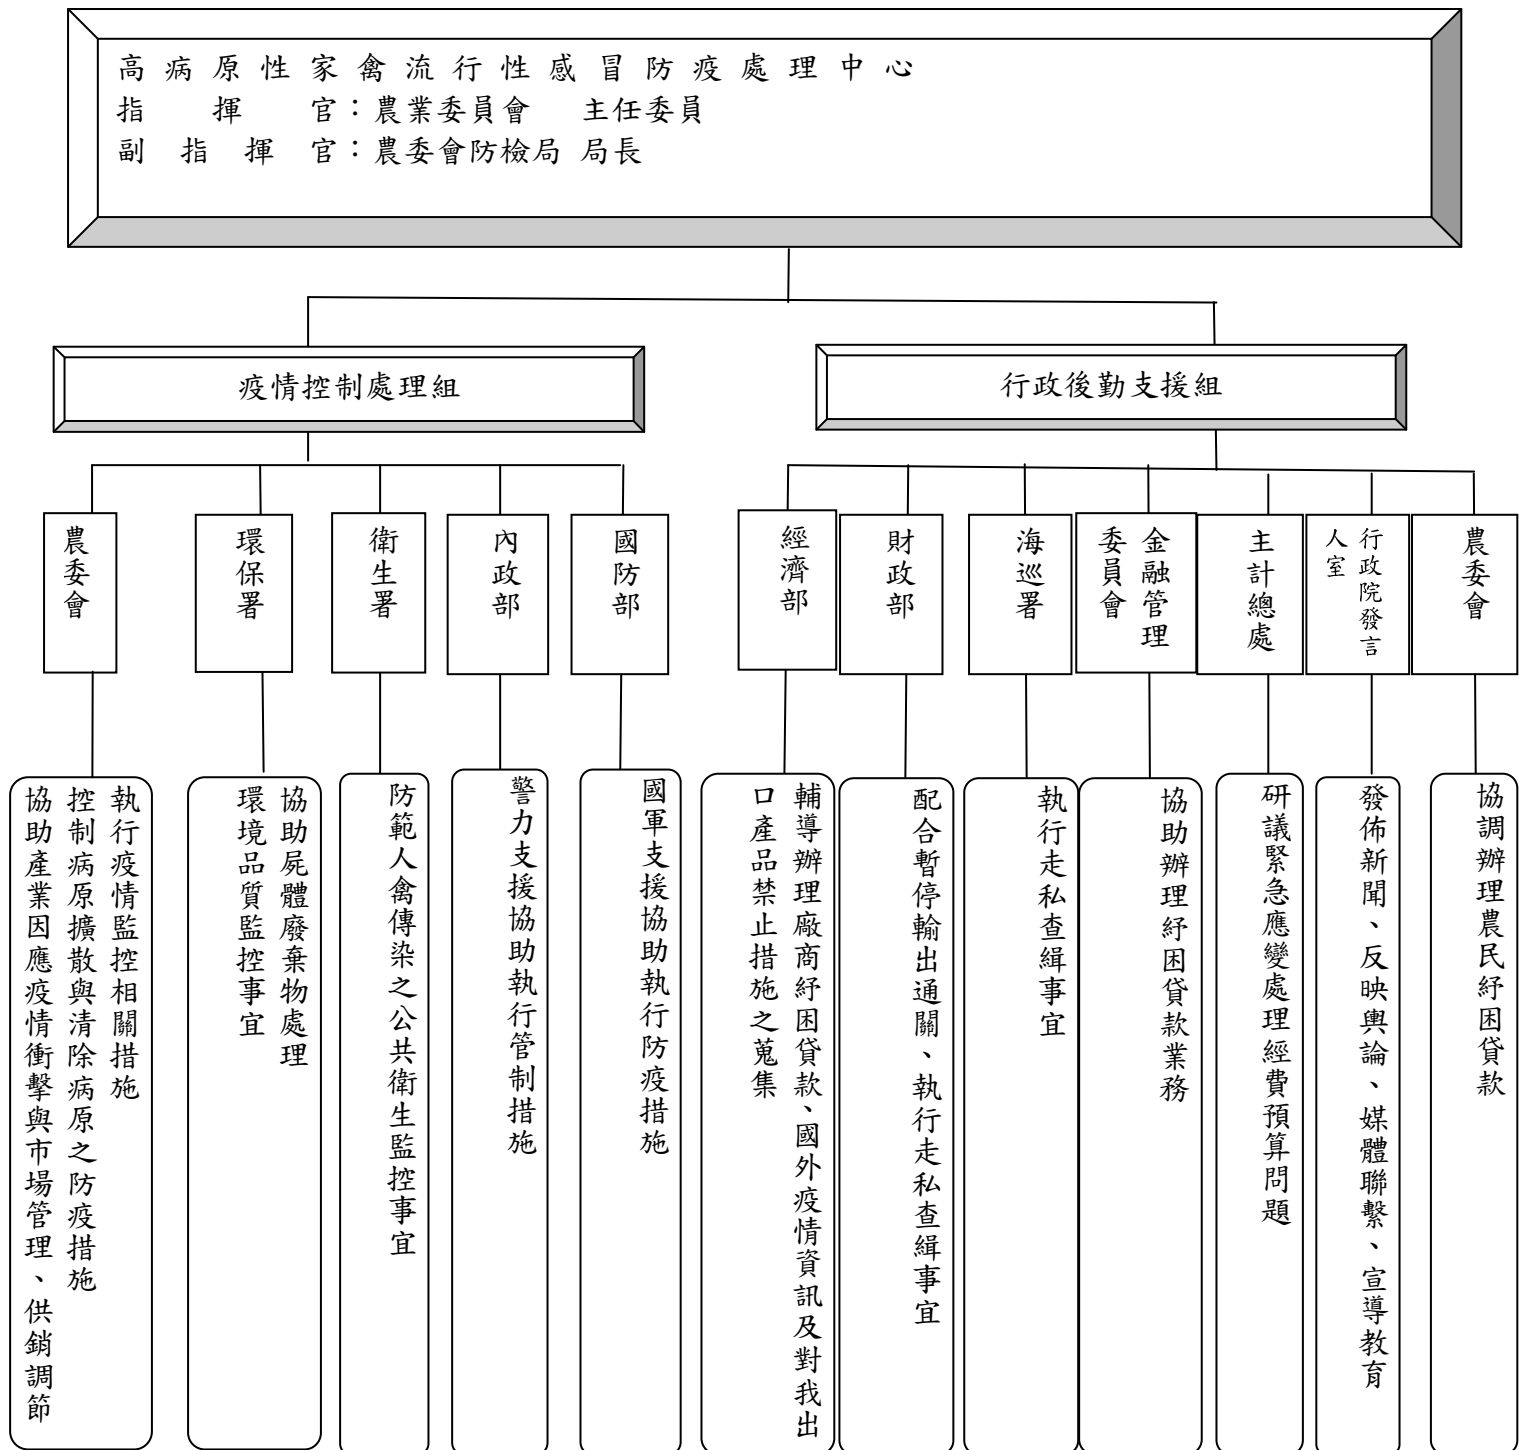 高病原性家禽流行性感冒防疫處理中心
指揮官：農業委員會 主任委員
副指揮官：農委會防檢局 局長
疫情控制處理組
行政後勤支援組
農委會
環保署
衛生署
內政部
國防部
經濟部
財政部
海巡署
金融管理
委員會
主計總處
行政院發言
人室
農委會
執行疫情監控相關措施
控制病原擴散與清除病原之防疫措施
協助產業因應疫情衝擊與市場管理、供銷調節
協助屍體廢棄物處理
環境品質監控事宜
防範人禽傳染之公共衛生監控事宜
警力支援協助執行管制措施
國軍支援協助執行防疫措施
輔導辦理廠商紓困貸款、國外疫情資訊及對我出
口產品禁止措施之蒐集
配合暫停輸出通關、執行走私查緝事宜
執行走私查緝事宜
協助辦理紓困貸款業務
研議緊急應變處理經費預算問題
發佈新聞、反映輿論、媒體聯繫、宣導教育
協調辦理農民紓困貸款